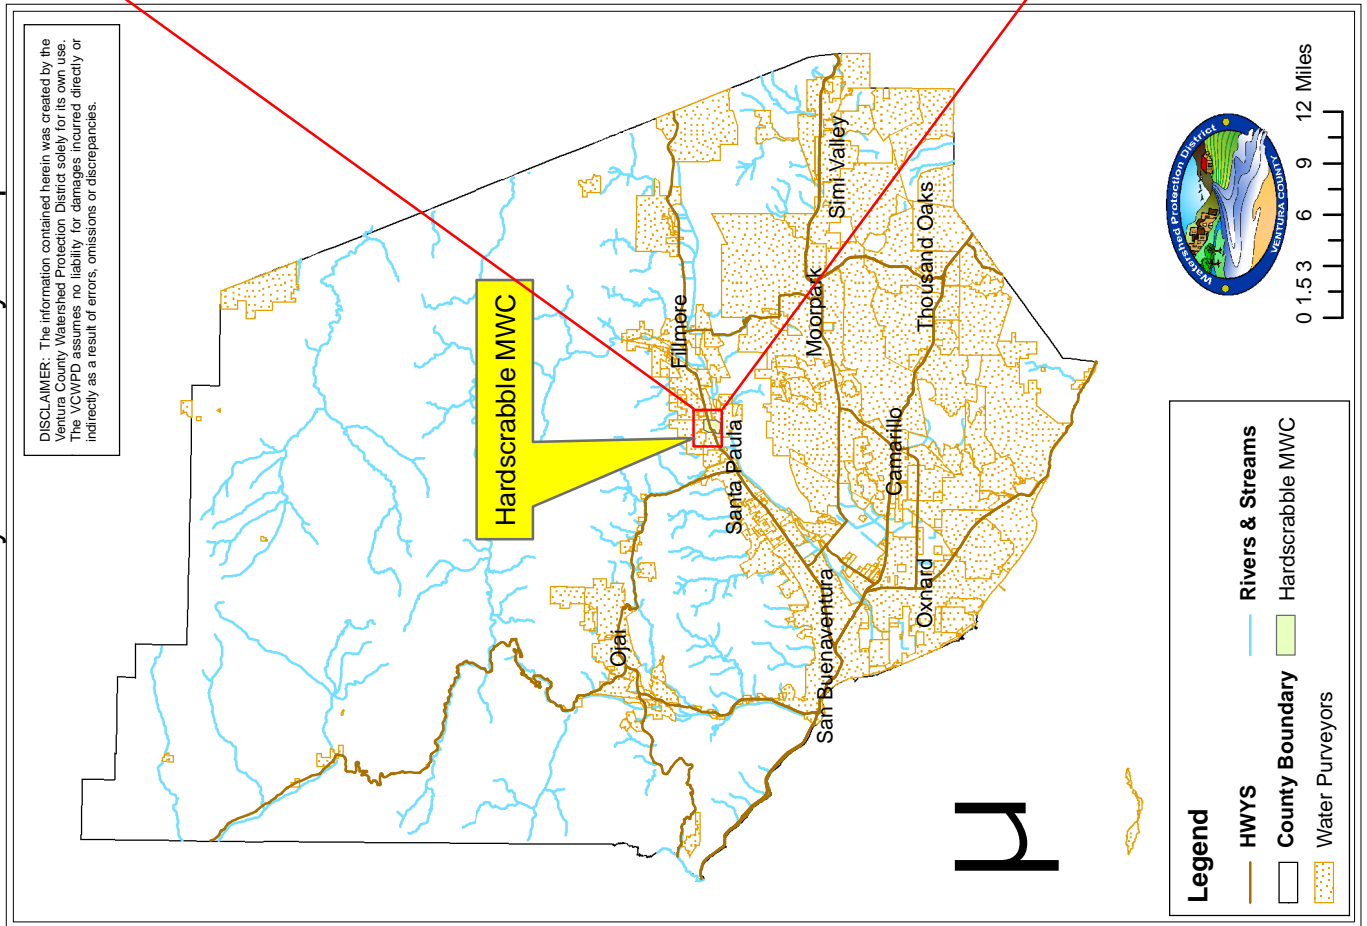 DISCLAIMER: The information contained herein was created by the
Ventura County Watershed Protection District solely for its own use.
The VCWPD assumes no liability for damages incurred directly or
indirectly as a result of errors, omissions or discrepancies.
Hardscrabble MWC
Ojai
Fillmore
Santa Paula
San Buenaventura
Moorpark
Simi Valley
Camarillo
Oxnard
Thousand Oaks
µ
Watershed Protection District
VENTURA COUNTY
0 1.5 3 6 9 12 Miles
Legend
HWYS
County Boundary
Water Purveyors
Rivers & Streams
Hardscrabble MWC